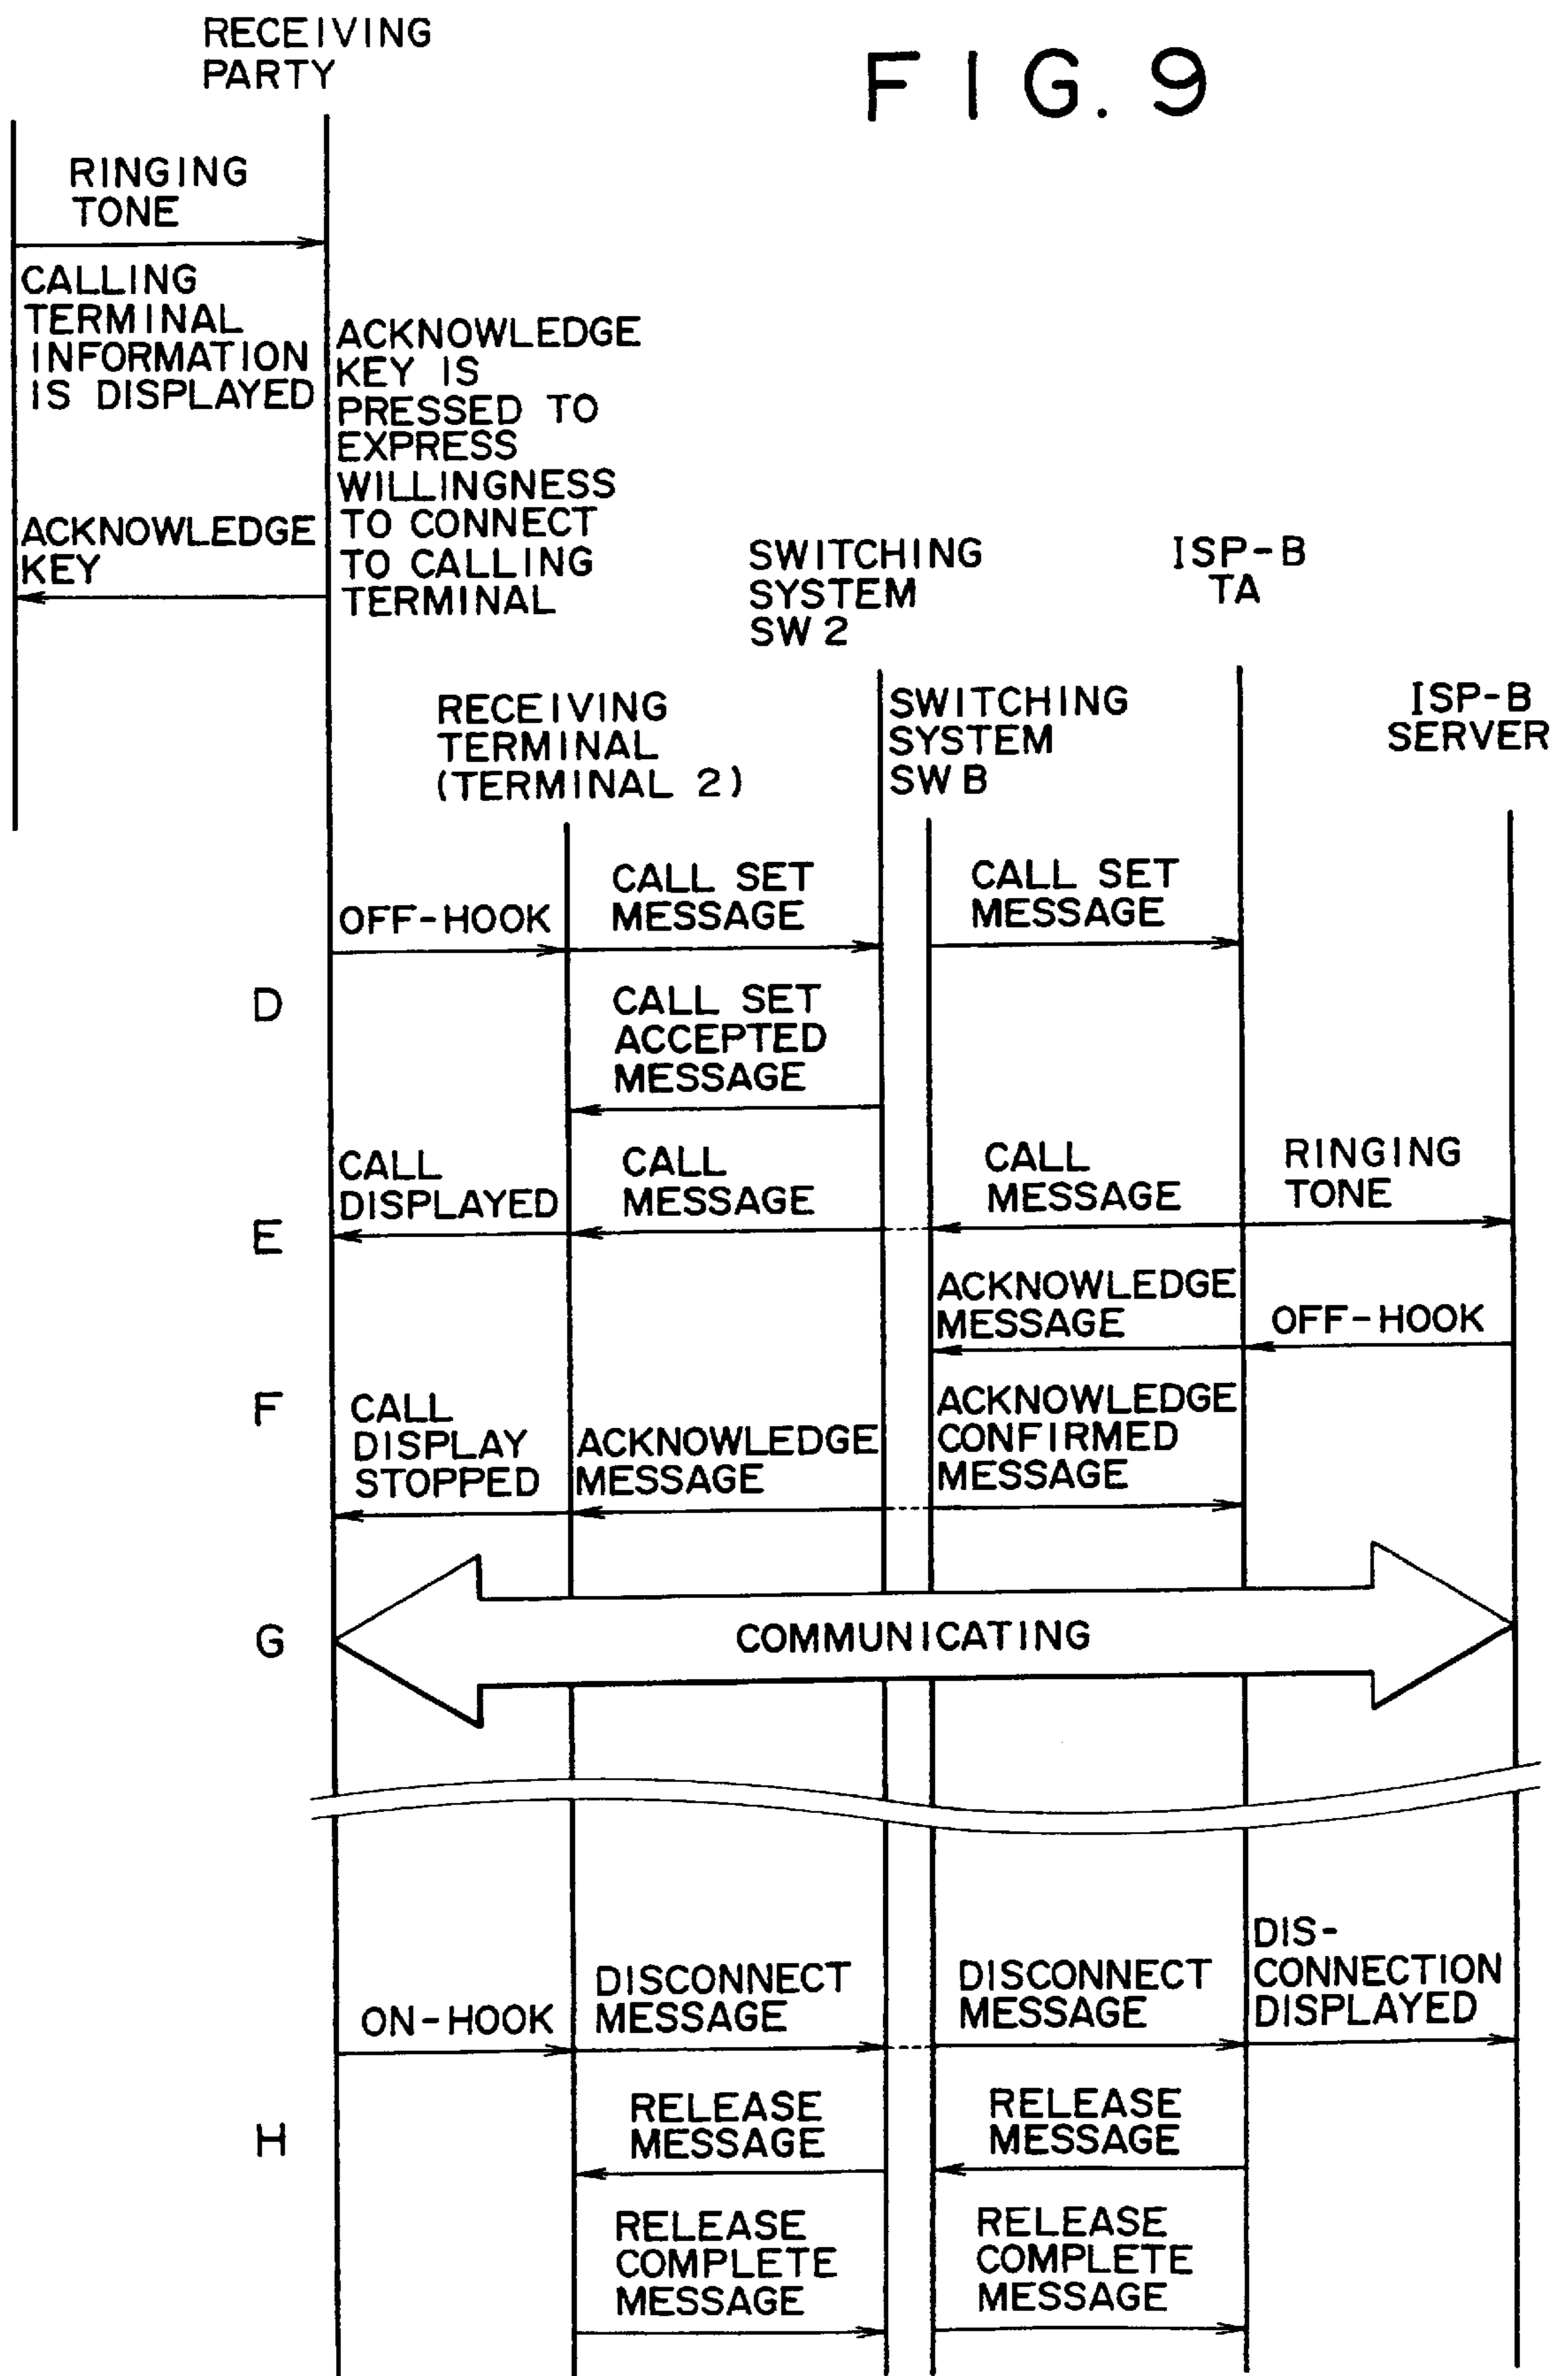 RECEIVING
PARTY
FIG. 9
RINGING
TONE
CALLING
TERMINAL
INFORMATION
IS DISPLAYED
ACKNOWLEDGE
KEY IS
PRESSED TO
EXPRESS
WILLINGNESS
TO CONNECT
TO CALLING
TERMINAL
ACKNOWLEDGE
KEY
SWITCHING
SYSTEM
SW2
ISP-B
TA
RECEIVING
TERMINAL
(TERMINAL 2)
SWITCHING
SYSTEM
SWB
ISP-B
SERVER
OFF-HOOK
CALL SET
MESSAGE
CALL SET
MESSAGE
D
CALL SET
ACCEPTED
MESSAGE
CALL
DISPLAYED
CALL
MESSAGE
CALL
MESSAGE
RINGING
TONE
E
ACKNOWLEDGE
MESSAGE
OFF-HOOK
F
CALL
DISPLAY
STOPPED
ACKNOWLEDGE
MESSAGE
ACKNOWLEDGE
CONFIRMED
MESSAGE
G
COMMUNICATING
ON-HOOK
DISCONNECT
MESSAGE
DISCONNECT
MESSAGE
DIS-
CONNECTION
DISPLAYED
H
RELEASE
MESSAGE
RELEASE
MESSAGE
RELEASE
COMPLETE
MESSAGE
RELEASE
COMPLETE
MESSAGE